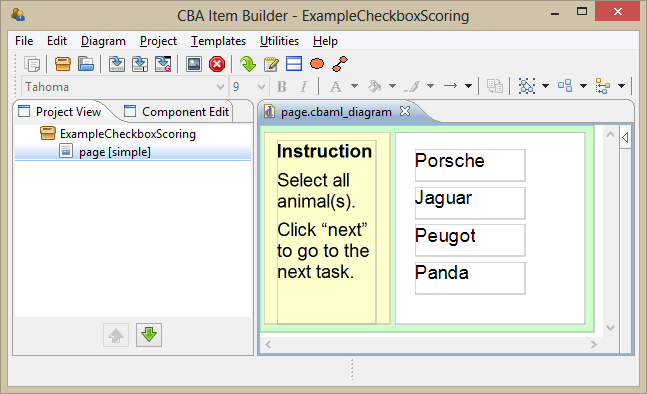 CBA Item Builder - ExampleCheckboxScoring
File Edit Diagram Project Templates Utilities Help
Tahoma 9 B I A
Project View Component Edit page.cbaml_diagram
ExampleCheckboxScoring
page [simple]
Instruction
Select all
animal(s).
Click “next”
to go to the
next task.
Porsche
Jaguar
Peugot
Panda